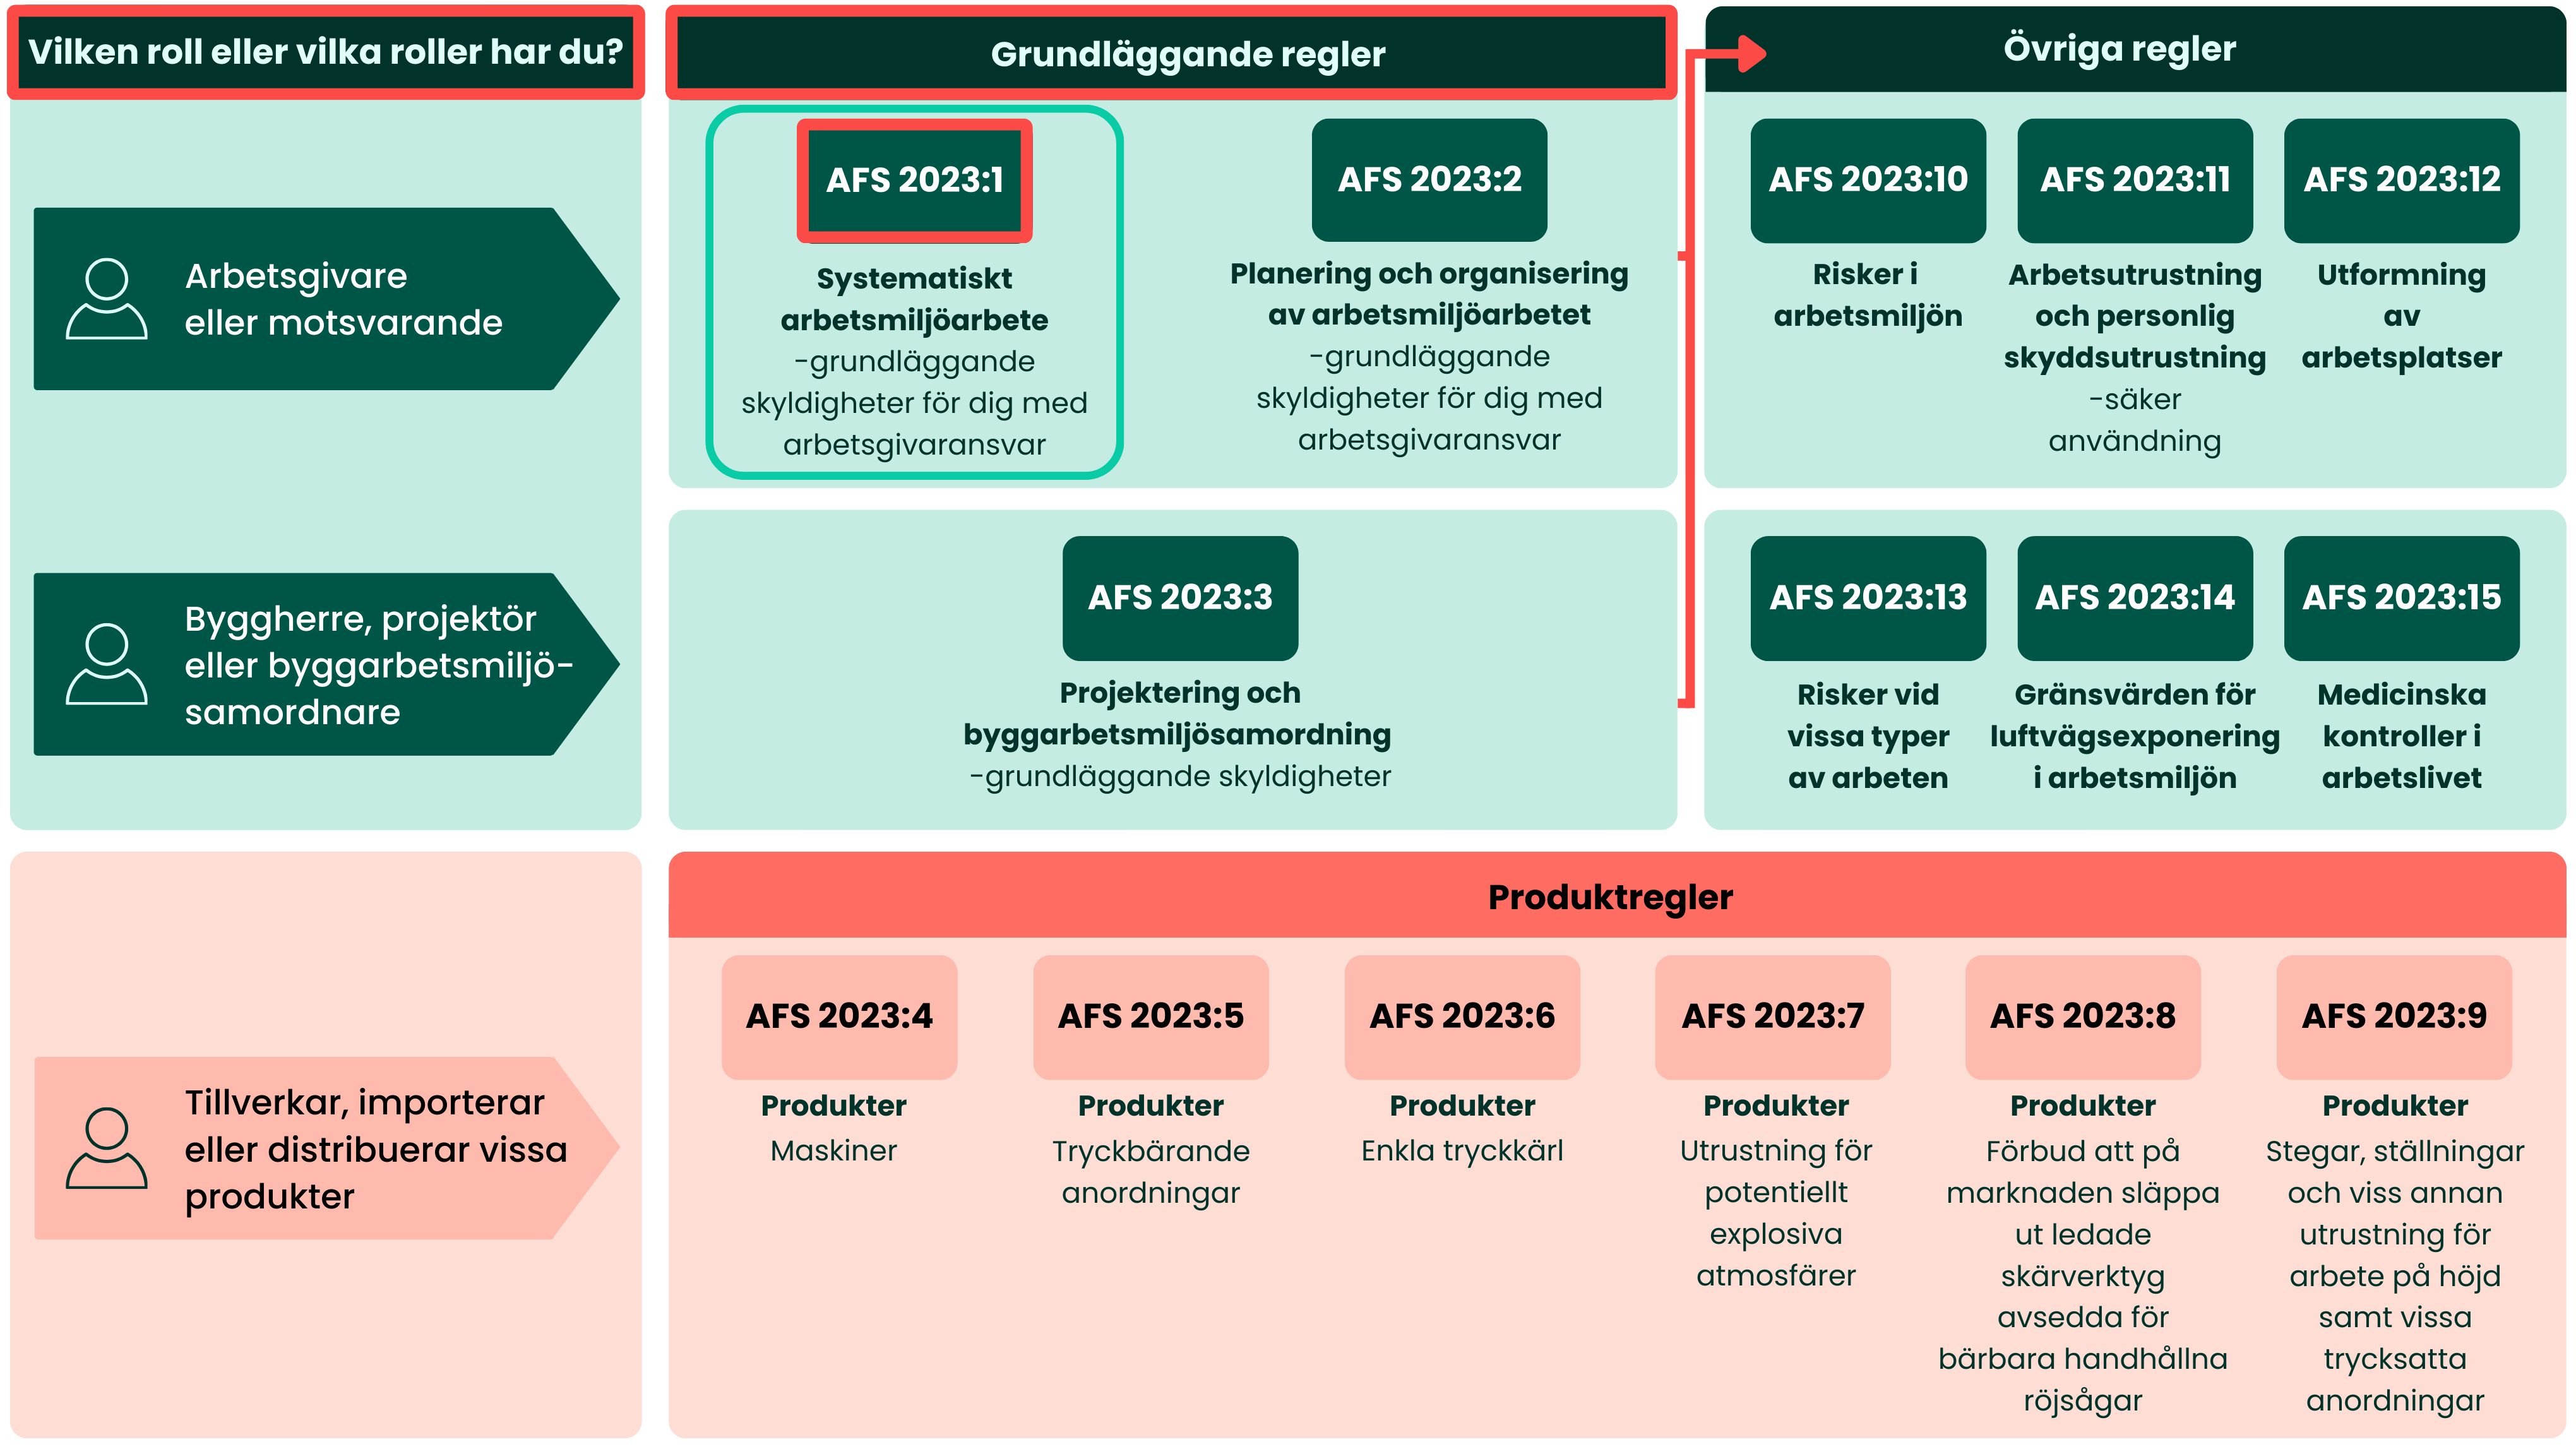 Vilken roll eller vilka roller har du?
Arbetsgivare
eller motsvarande
Byggherre, projektör
eller byggarbetsmiljö-
samordnare
Grundläggande regler
AFS 2023:1
Systematiskt
arbetsmiljöarbete
-grundläggande
skyldigheter för dig med
arbetsgivaransvar
AFS 2023:2
Planering och organisering
av arbetsmiljöarbetet
-grundläggande
skyldigheter för dig med
arbetsgivaransvar
AFS 2023:3
Projektering och
byggarbetsmiljösamordning
-grundläggande skyldigheter
Övriga regler
AFS 2023:10
Risker i
arbetsmiljön
AFS 2023:11
Arbetsutrustning
och personlig
skyddsutrustning
-säker
användning
AFS 2023:12
Utformning
av
arbetsplatser
AFS 2023:13
Risker vid
vissa typer
av arbeten
AFS 2023:14
Gränsvärden för
luftvägsexponering
i arbetsmiljön
AFS 2023:15
Medicinska
kontroller i
arbetslivet
Tillverkar, importerar
eller distribuerar vissa
produkter
Produktregler
AFS 2023:4
Produkter
Maskiner
AFS 2023:5
Produkter
Tryckbärande
anordningar
AFS 2023:6
Produkter
Enkla tryckkärl
AFS 2023:7
Produkter
Utrustning för
potentiellt
explosiva
atmosfärer
AFS 2023:8
Produkter
Förbud att på
marknaden släppa
ut ledade
skärverktyg
avsedda för
bärbara handhållna
röjsågar
AFS 2023:9
Produkter
Stegar, ställningar
och viss annan
utrustning för
arbete på höjd
samt vissa
trycksatta
anordningar